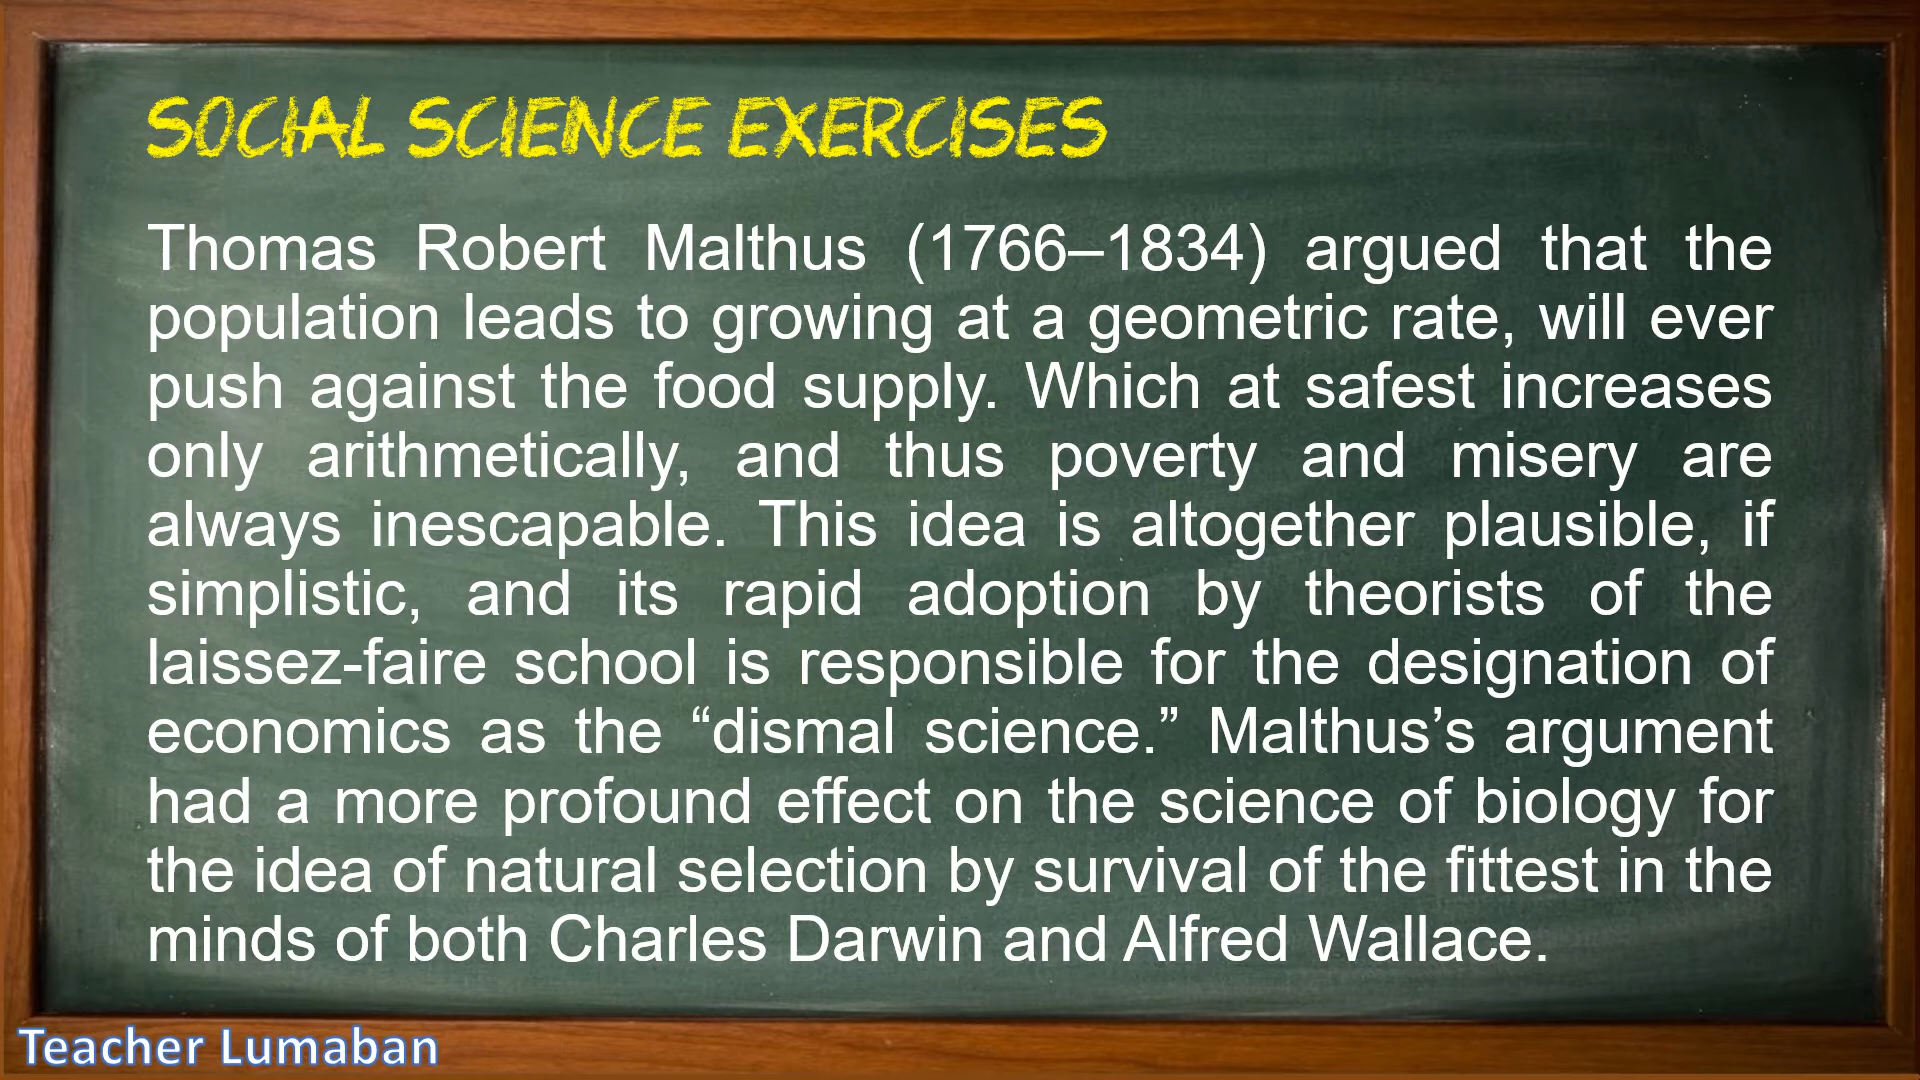 SOCIAL SCIENCE EXERCISES
Thomas Robert Malthus (1766–1834) argued that the
population leads to growing at a geometric rate, will ever
push against the food supply. Which at safest increases
only arithmetically, and thus poverty and misery are
always inescapable. This idea is altogether plausible, if
simplistic, and its rapid adoption by theorists of the
laissez-faire school is responsible for the designation of
economics as the “dismal science.” Malthus’s argument
had a more profound effect on the science of biology for
the idea of natural selection by survival of the fittest in the
minds of both Charles Darwin and Alfred Wallace.
Teacher Lumaban